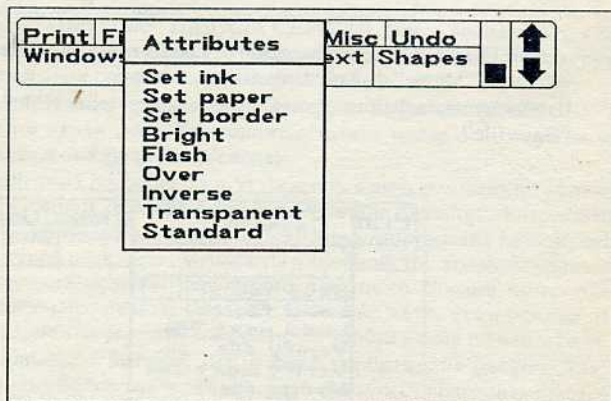 Print Fi Attributes Misc Undo
Windows ext Shapes
Set ink
Set paper
Set border
Bright
Flash
Over
Inverse
Transpanent
Standard